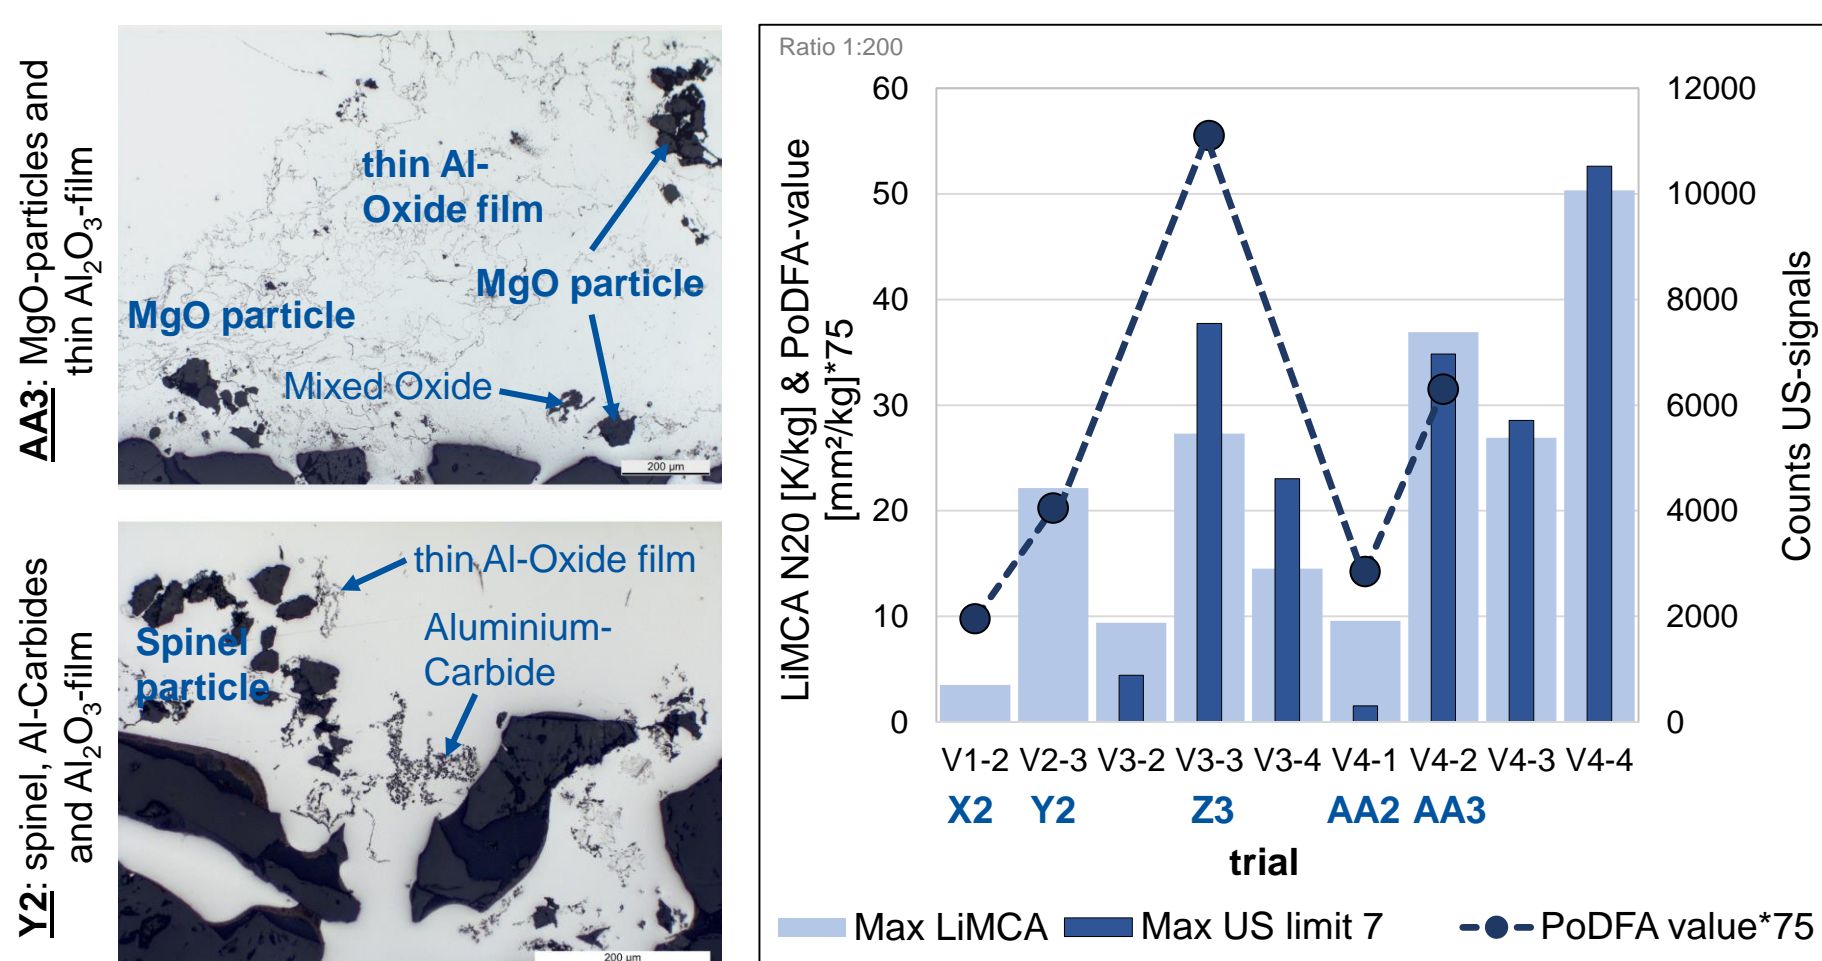 AA3: MgO-particles and
thin Al₂O₃-film
thin Al-
Oxide film
MgO particle
MgO particle
Mixed Oxide
200 µm
Y2: spinel, Al-Carbides
and Al₂O₃-film
thin Al-Oxide film
Aluminium-
Carbide
Spinel
particle
200 µm
Ratio 1:200
LiMCA N20 [K/kg] & PoDFA-value
[mm²/kg]*75
60
50
40
30
20
10
0
12000
10000
8000
6000
4000
2000
0
Counts US-signals
V1-2 V2-3 V3-2 V3-3 V3-4 V4-1 V4-2 V4-3 V4-4
X2 Y2 Z3 AA2 AA3
trial
Max LiMCA Max US limit 7 PoDFA value*75